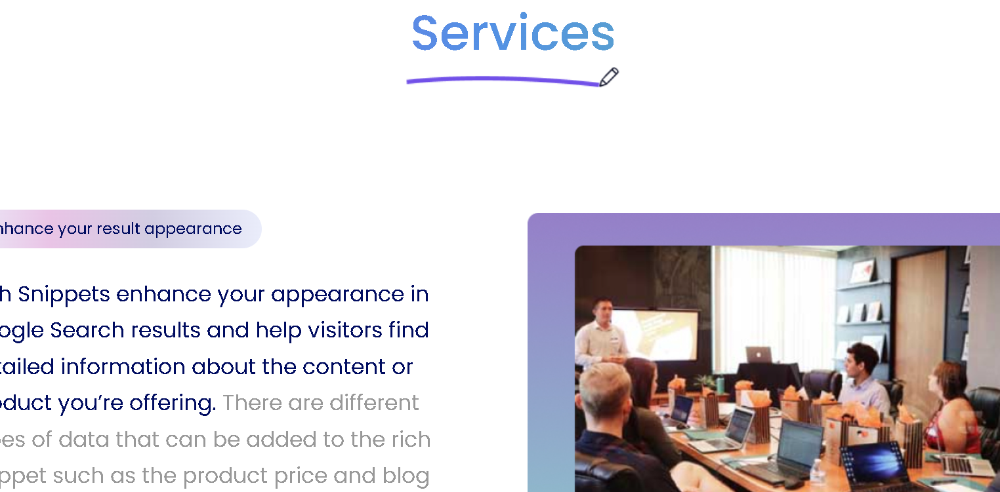 Services
nhance your result appearance
h Snippets enhance your appearance in
ogle Search results and help visitors find
tailed information about the content or
oduct you’re offering. There are different
pes of data that can be added to the rich
ippet such as the product price and blog